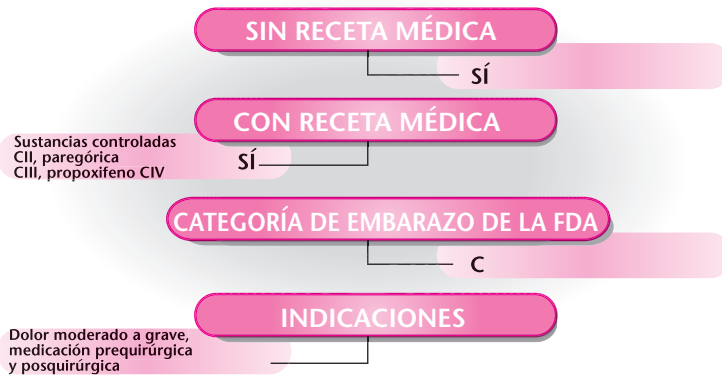 SIN RECETA MÉDICA
SÍ
CON RECETA MÉDICA
Sustancias controladas
CII, paregórica
CIII, propoxifeno CIV
SÍ
CATEGORÍA DE EMBARAZO DE LA FDA
C
INDICACIONES
Dolor moderado a grave,
medicación prequirúrgica
y posquirúrgica